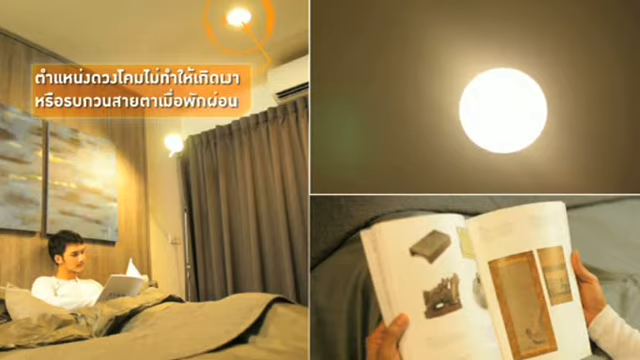 ตำแหน่งดวงโคมไม่ทำให้เกิดเงา
หรือรบกวนสายตาเมื่อพักผ่อน